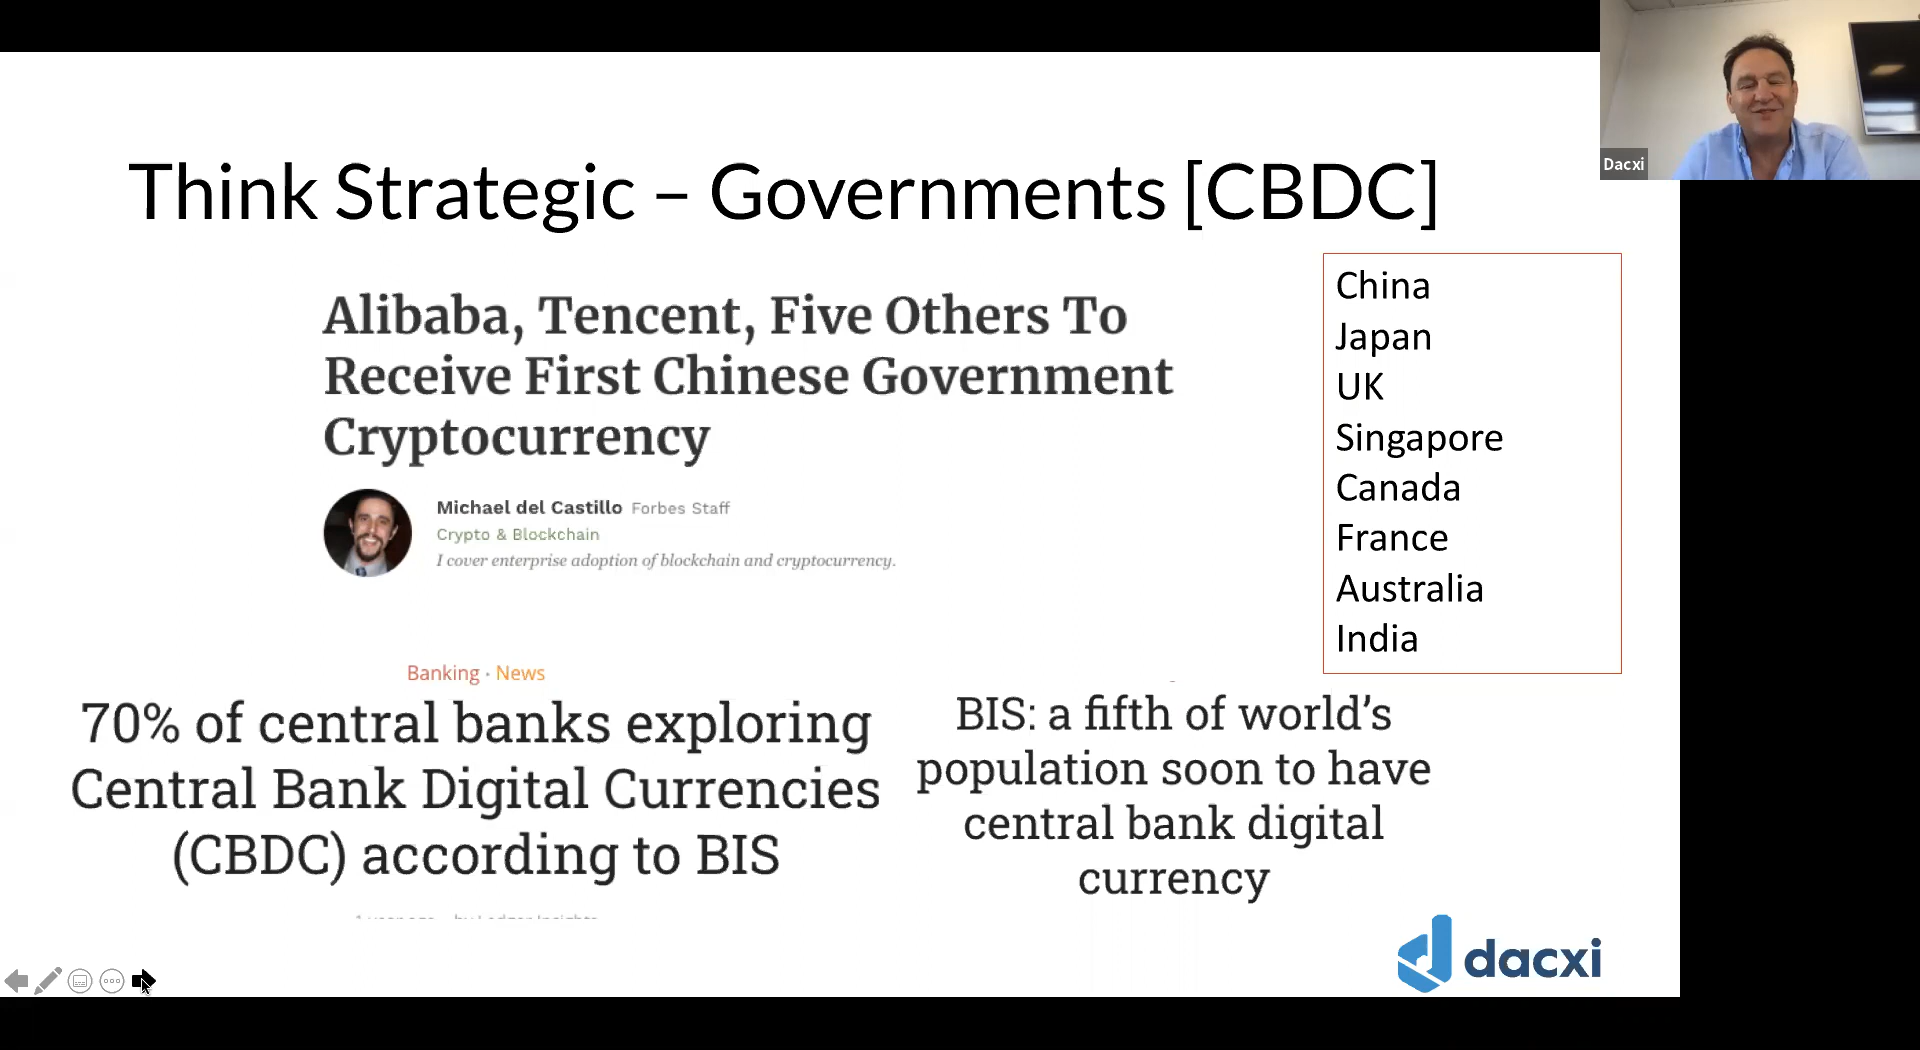 Dacxi
Think Strategic – Governments [CBDC]
Alibaba, Tencent, Five Others To
Receive First Chinese Government
Cryptocurrency
Michael del Castillo Forbes Staff
Crypto & Blockchain
I cover enterprise adoption of blockchain and cryptocurrency.
China
Japan
UK
Singapore
Canada
France
Australia
India
Banking · News
70% of central banks exploring
Central Bank Digital Currencies
(CBDC) according to BIS
BIS: a fifth of world’s
population soon to have
central bank digital
currency
dacxi